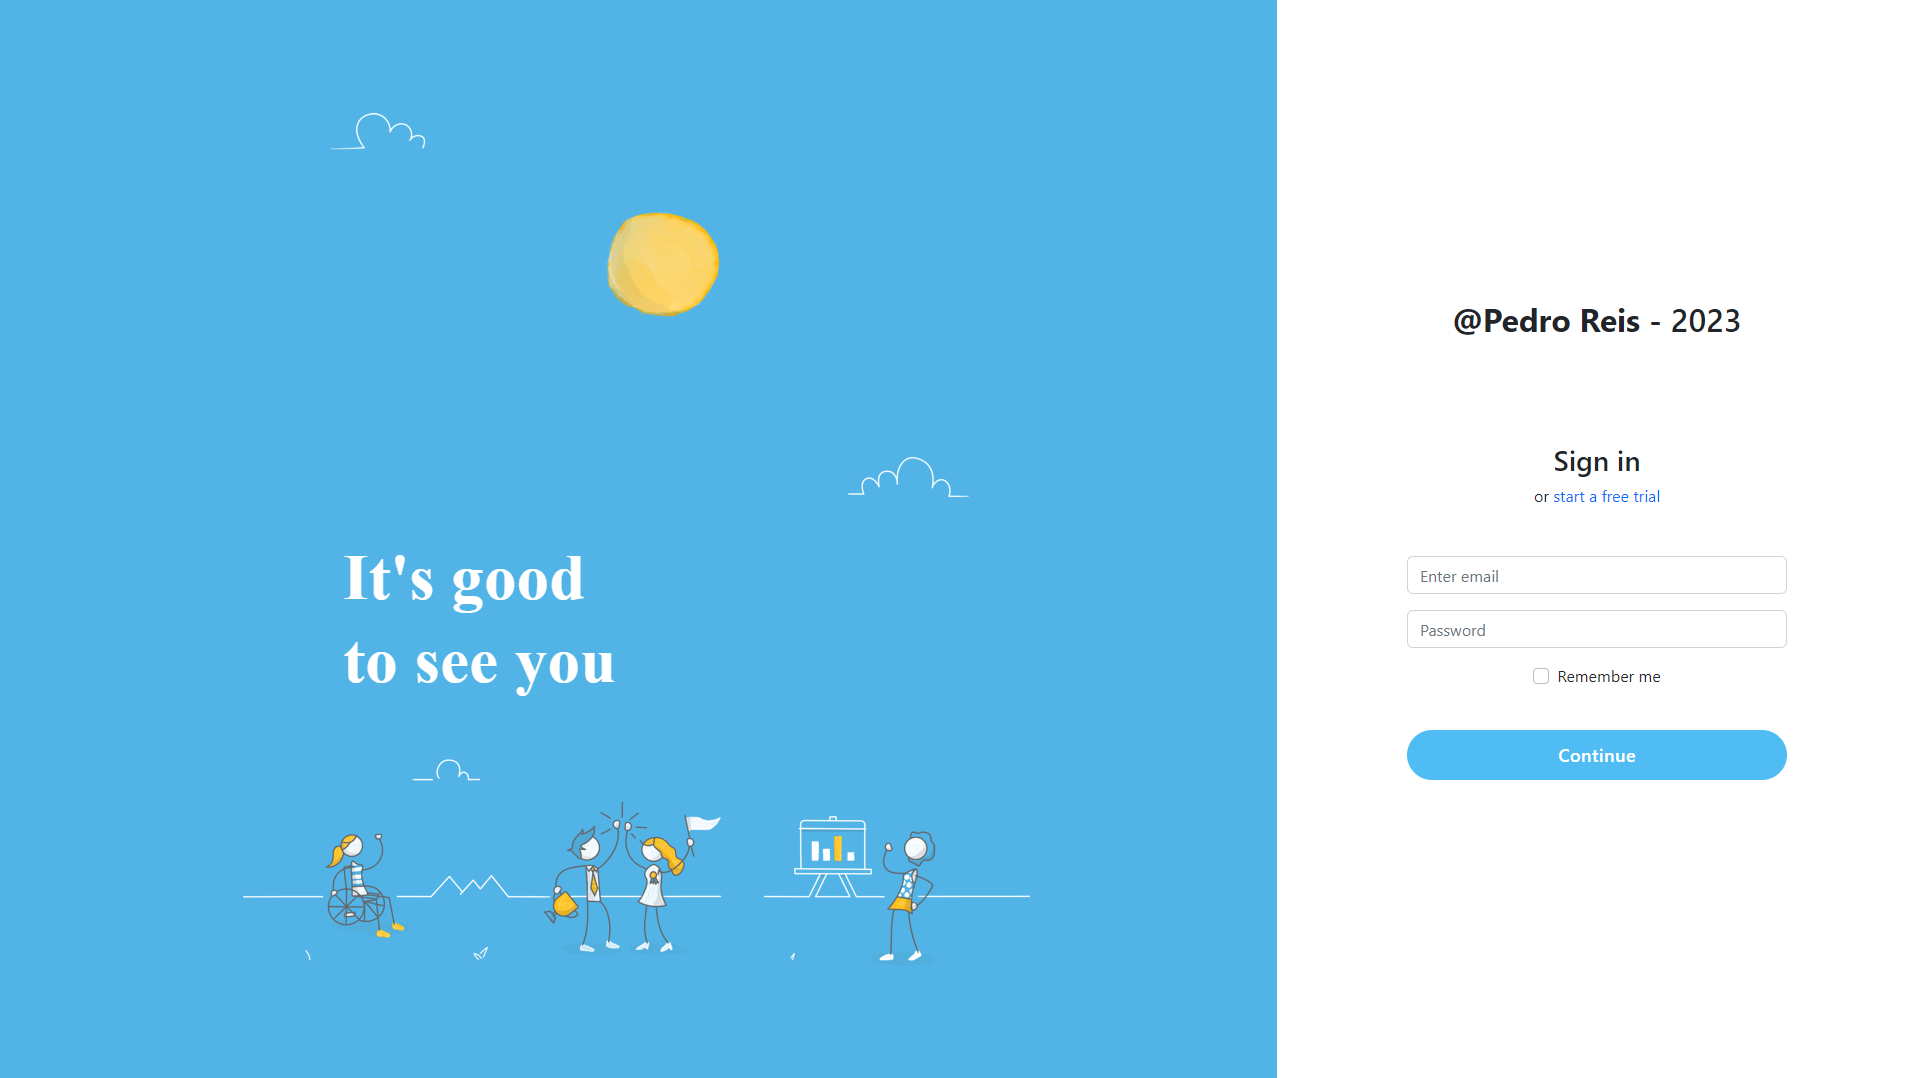 It's good
to see you
@Pedro Reis - 2023
Sign in
or start a free trial
Enter email
Password
Remember me
Continue